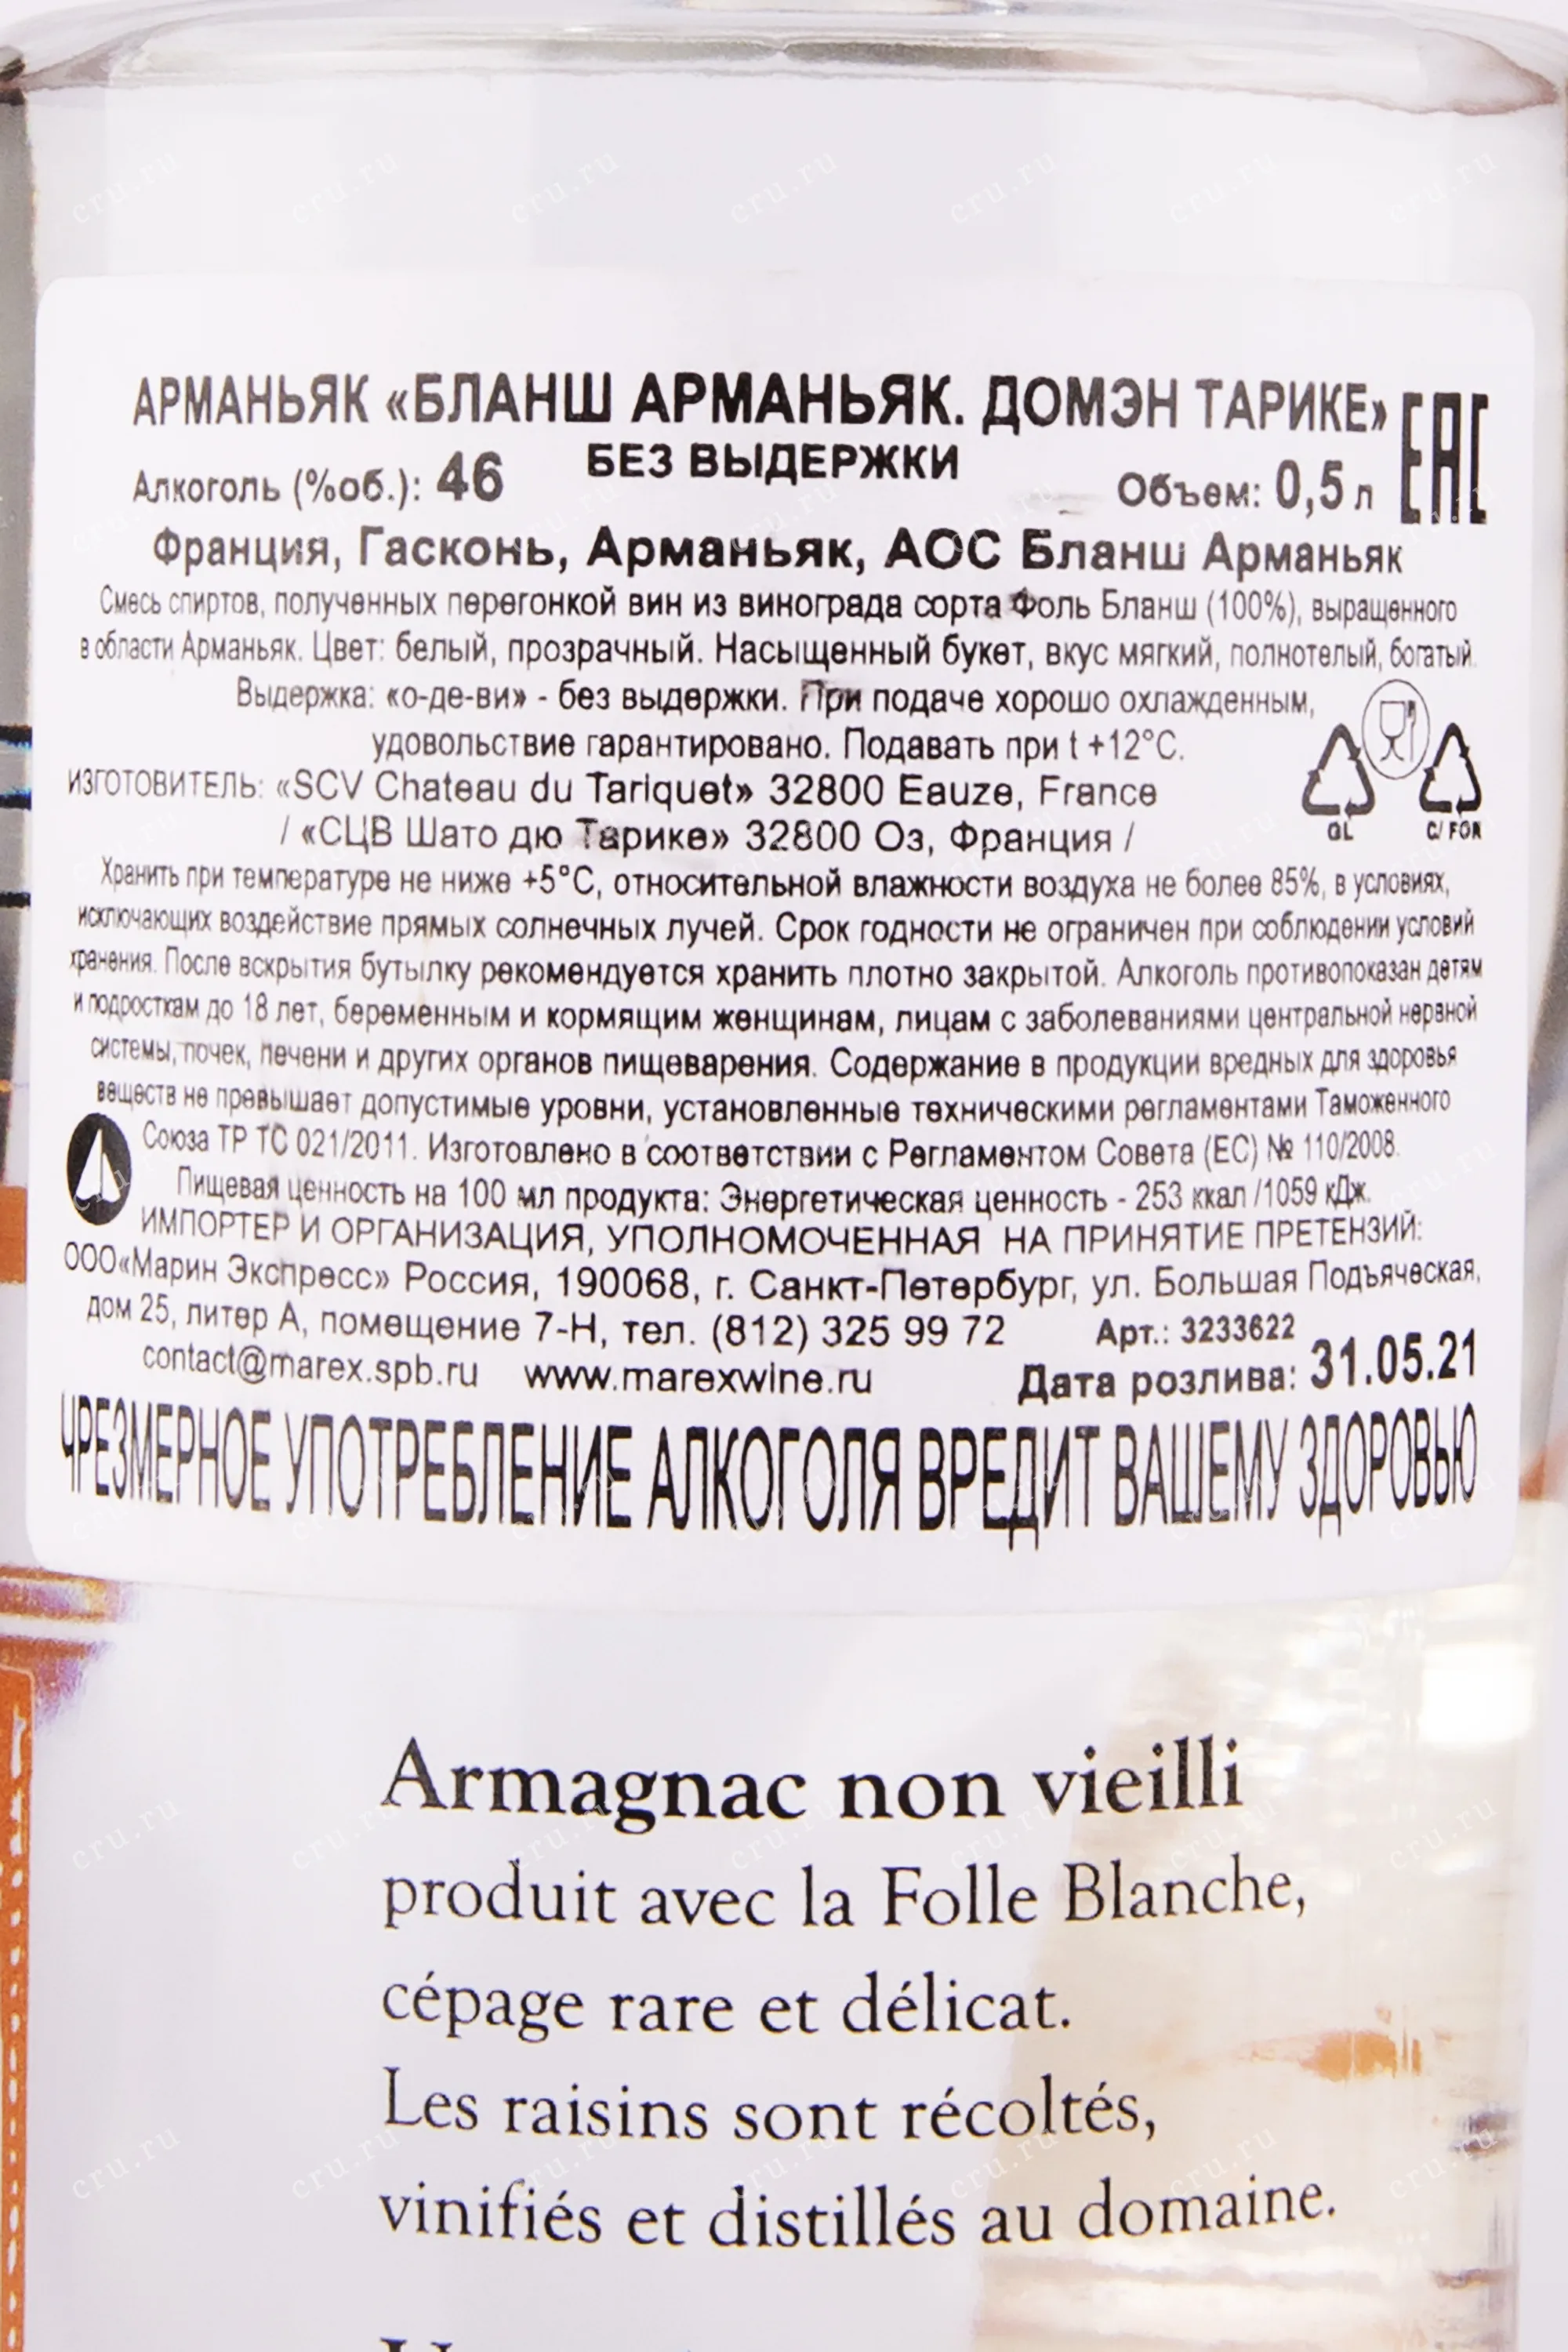 АРМАНЬЯК «БЛАНШ АРМАНЬЯК. ДОМЭН ТАРИКЕ» ЕАС
БЕЗ ВЫДЕРЖКИ
Алкоголь (%об.): 46 Объем: 0,5 л
Франция, Гасконь, Арманьяк, АОС Бланш Арманьяк
Смесь спиртов, полученных перегонкой вин из винограда сорта Фоль Бланш (100%), выращенного
в области Арманьяк. Цвет: белый, прозрачный. Насыщенный букет, вкус мягкий, полнотелый, богатый.
Выдержка: «о-де-ви» - без выдержки. При подаче хорошо охлажденным,
удовольствие гарантировано. Подавать при t +12°C.
ИЗГОТОВИТЕЛЬ: «SCV Chateau du Tariquet» 32800 Eauze, France
/ «СЦВ Шато дю Тарике» 32800 Оз, Франция /
GL C/ FOR
Хранить при температуре не ниже +5°C, относительной влажности воздуха не более 85%, в условиях,
исключающих воздействие прямых солнечных лучей. Срок годности не ограничен при соблюдении условий
хранения. После вскрытия бутылку рекомендуется хранить плотно закрытой. Алкоголь противопоказан детям
и подросткам до 18 лет, беременным и кормящим женщинам, лицам с заболеваниями центральной нервной
системы, почек, печени и других органов пищеварения. Содержание в продукции вредных для здоровья
веществ не превышает допустимые уровни, установленные техническими регламентами Таможенного
Союза ТР ТС 021/2011. Изготовлено в соответствии с Регламентом Совета (ЕС) № 110/2008.
Пищевая ценность на 100 мл продукта: Энергетическая ценность - 253 ккал /1059 кДж.
ИМПОРТЕР И ОРГАНИЗАЦИЯ, УПОЛНОМОЧЕННАЯ НА ПРИНЯТИЕ ПРЕТЕНЗИЙ:
ООО«Марин Экспресс» Россия, 190068, г. Санкт-Петербург, ул. Большая Подъяческая,
дом 25, литер А, помещение 7-Н, тел. (812) 325 99 72 Арт.: 3233622
contact@marex.spb.ru www.marexwine.ru Дата розлива: 31.05.21
ЧРЕЗМЕРНОЕ УПОТРЕБЛЕНИЕ АЛКОГОЛЯ ВРЕДИТ ВАШЕМУ ЗДОРОВЬЮ
Armagnac non vieilli
produit avec la Folle Blanche,
cépage rare et délicat.
Les raisins sont récoltés,
vinifiés et distillés au domaine.